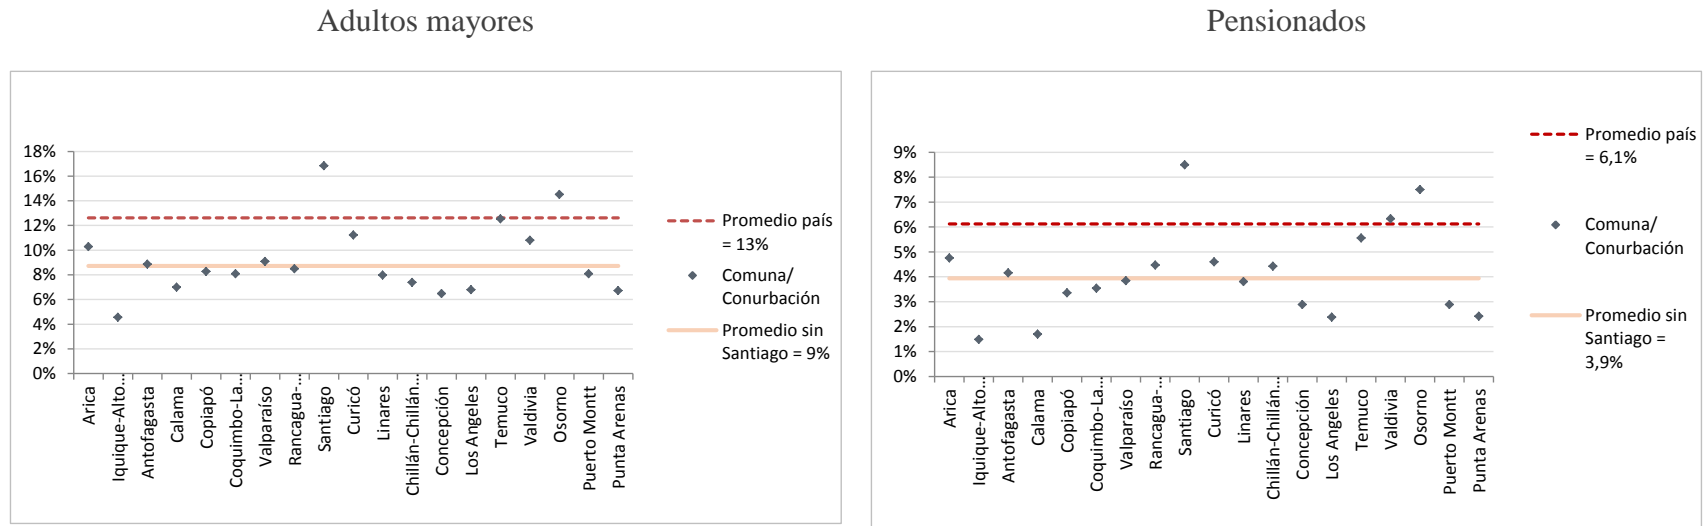 Adultos mayores
18%
16%
14%
12%
10%
8%
6%
4%
2%
0%
Arica
Iquique-Alto…
Antofagasta
Calama
Copiapó
Coquimbo-La…
Valparaíso
Rancagua-…
Santiago
Curicó
Linares
Chillán-Chillán…
Concepción
Los Angeles
Temuco
Valdivia
Osorno
Puerto Montt
Punta Arenas
Promedio país
= 13%
Comuna/
Conurbación
Promedio sin
Santiago = 9%
Pensionados
9%
8%
7%
6%
5%
4%
3%
2%
1%
0%
Arica
Iquique-Alto…
Antofagasta
Calama
Copiapó
Coquimbo-La…
Valparaíso
Rancagua-…
Santiago
Curicó
Linares
Chillán-Chillán…
Concepción
Los Angeles
Temuco
Valdivia
Osorno
Puerto Montt
Punta Arenas
Promedio país
= 6,1%
Comuna/
Conurbación
Promedio sin
Santiago =
3,9%